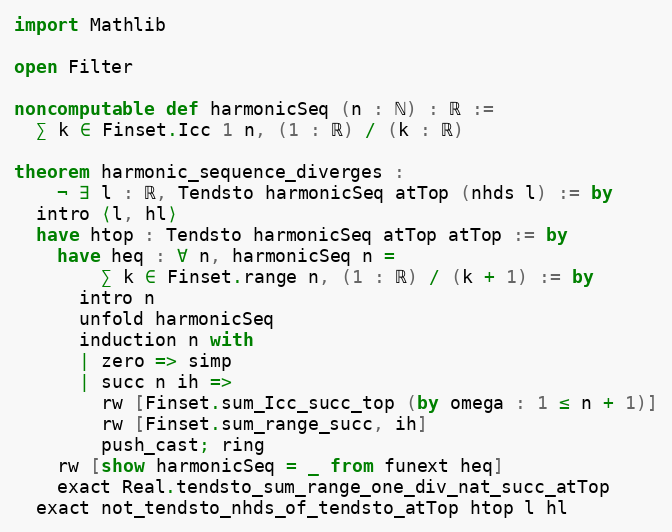 import Mathlib
open Filter
noncomputable def harmonicSeq (n : ℕ) : ℝ :=
  ∑ k ∈ Finset.Icc 1 n, (1 : ℝ) / (k : ℝ)
theorem harmonic_sequence_diverges :
    ¬ ∃ l : ℝ, Tendsto harmonicSeq atTop (nhds l) := by
  intro ⟨l, hl⟩
  have htop : Tendsto harmonicSeq atTop atTop := by
    have heq : ∀ n, harmonicSeq n =
        ∑ k ∈ Finset.range n, (1 : ℝ) / (k + 1) := by
      intro n
      unfold harmonicSeq
      induction n with
      | zero => simp
      | succ n ih =>
        rw [Finset.sum_Icc_succ_top (by omega : 1 ≤ n + 1)]
        rw [Finset.sum_range_succ, ih]
        push_cast; ring
    rw [show harmonicSeq = _ from funext heq]
    exact Real.tendsto_sum_range_one_div_nat_succ_atTop
  exact not_tendsto_nhds_of_tendsto_atTop htop l hl